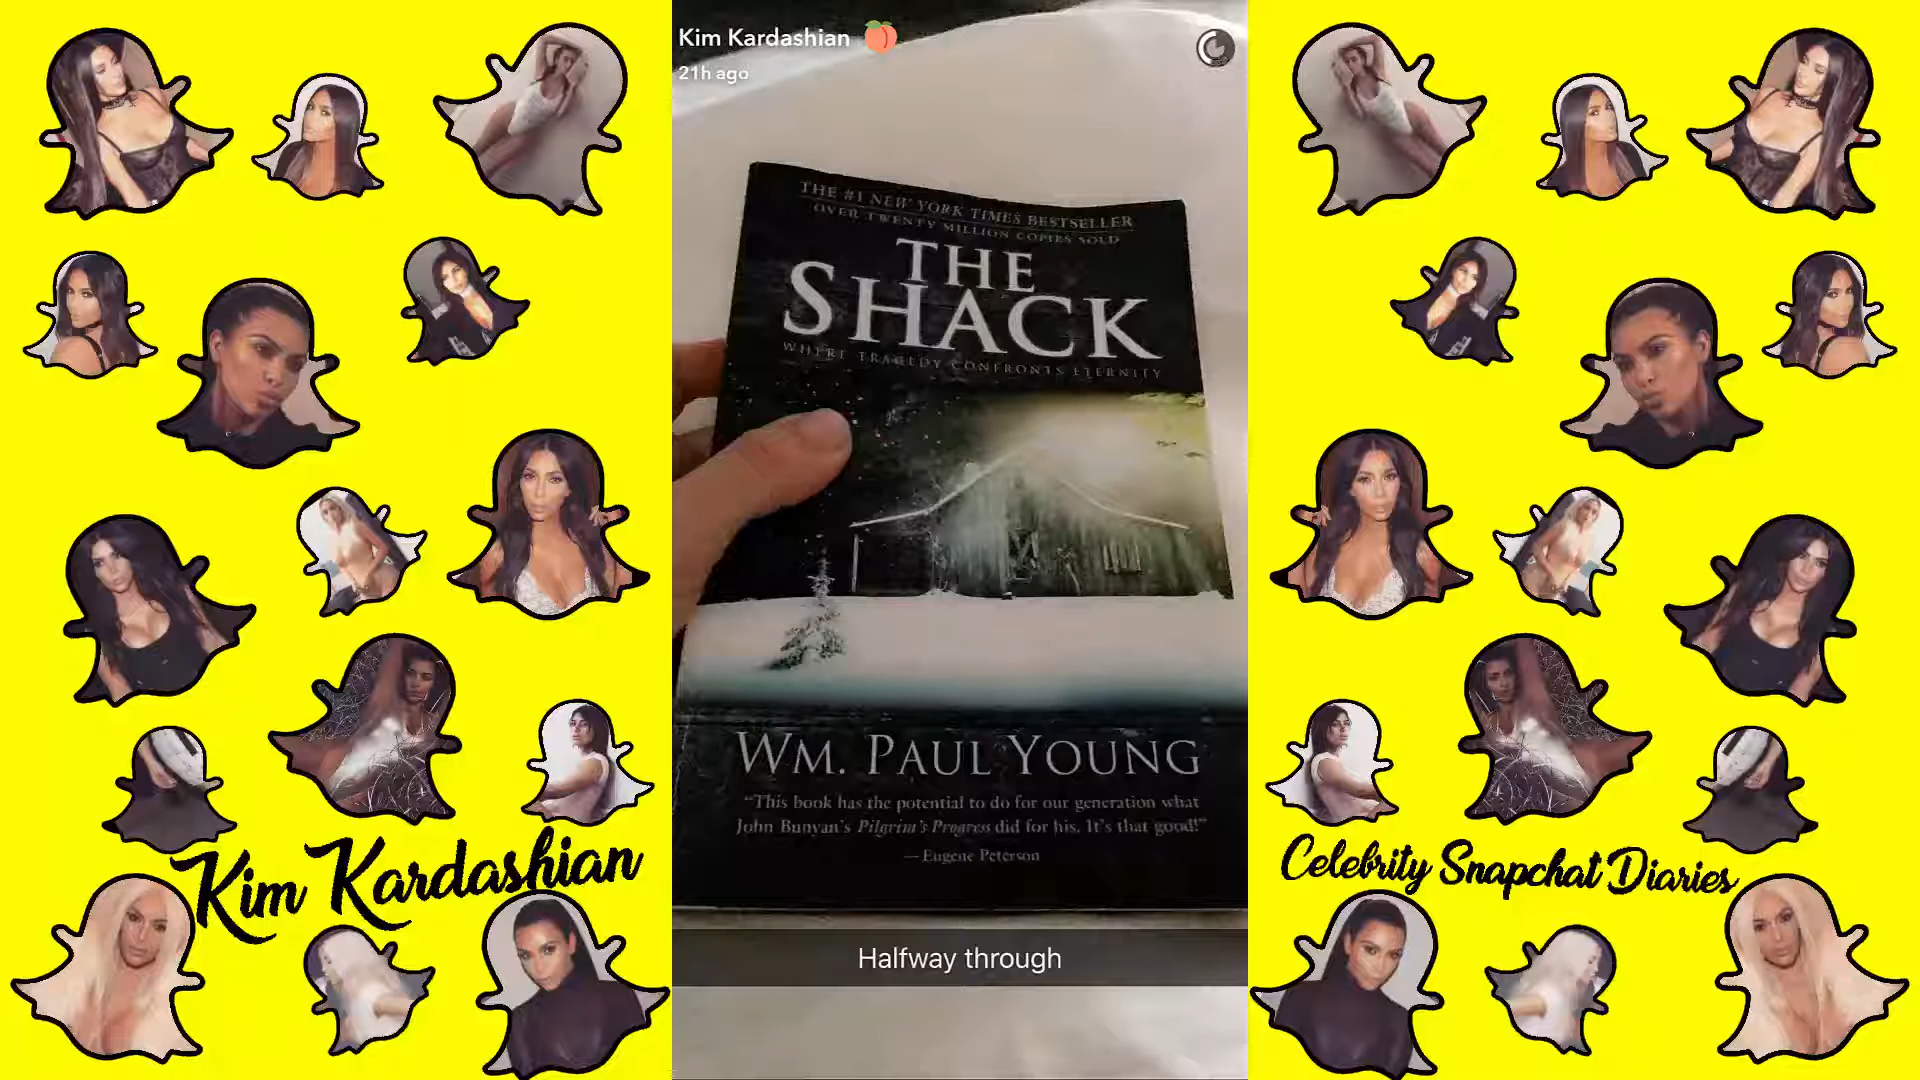 Kim Kardashian 🍑
21h ago
THE #1 NEW YORK TIMES BESTSELLER
OVER TWENTY MILLION COPIES SOLD
THE
SHACK
WHERE TRAGEDY CONFRONTS ETERNITY
WM. PAUL YOUNG
“This book has the potential to do for our generation what
John Bunyan’s Pilgrim’s Progress did for his. It’s that good!”
—Eugene Peterson
Halfway through
Kim Kardashian
Celebrity Snapchat Diaries